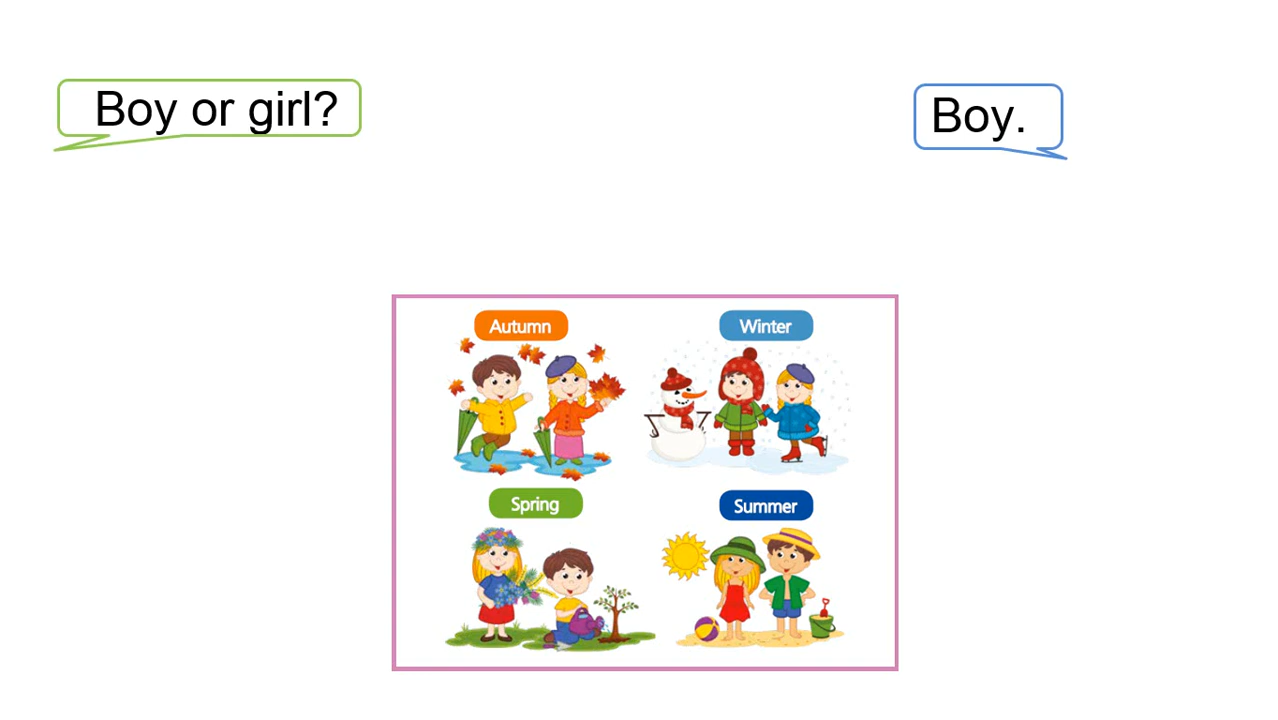 Boy or girl?
Boy.
Autumn
Winter
Spring
Summer